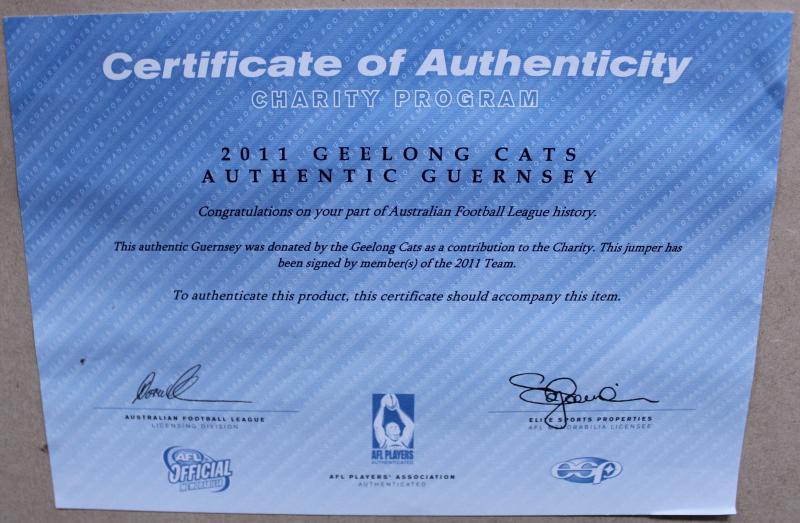 Certificate of Authenticity
CHARITY PROGRAM
2011 GEELONG CATS
AUTHENTIC GUERNSEY
Congratulations on your part of Australian Football League history.
This authentic Guernsey was donated by the Geelong Cats as a contribution to the Charity. This jumper has
been signed by member(s) of the 2011 Team.
To authenticate this product, this certificate should accompany this item.
AUSTRALIAN FOOTBALL LEAGUE
LICENSING DIVISION
ELITE SPORTS PROPERTIES
AFL MEMORABILIA LICENSEE
AFL PLAYERS
AUTHENTICATED
AFL
OFFICIAL
MEMORABILIA
AFL PLAYERS' ASSOCIATION
AUTHENTICATED
esp